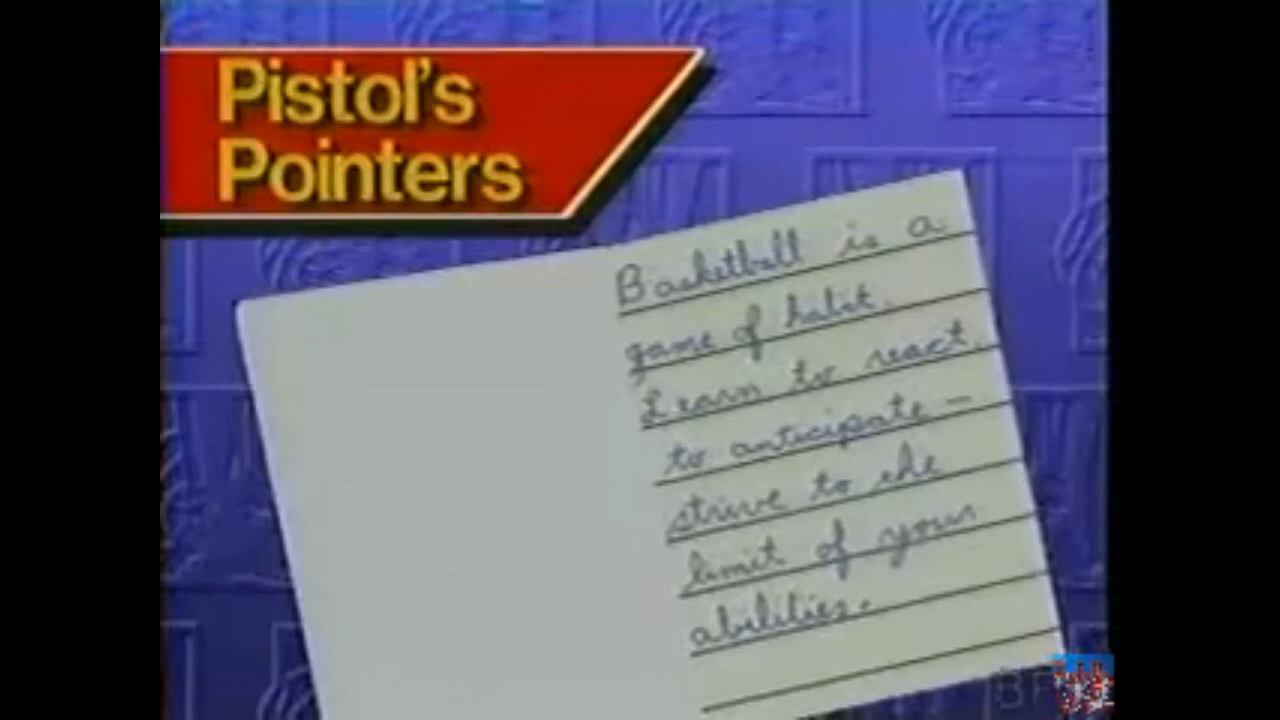 Pistol's
Pointers
Basketball is a
game of habit.
Learn to react,
to anticipate –
strive to the
limit of your
abilities.
BF